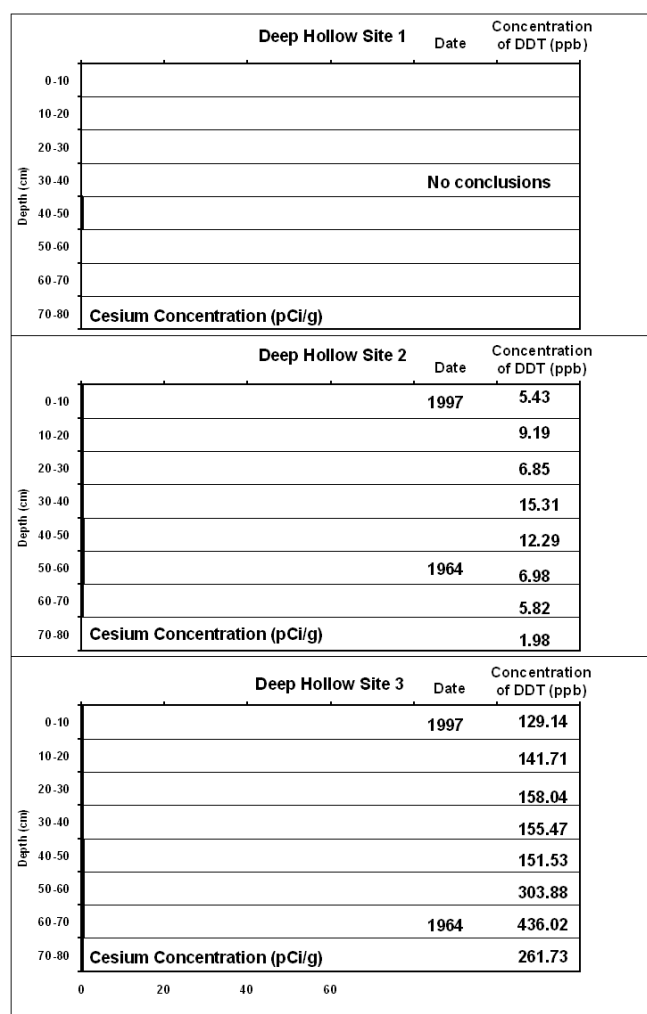 Deep Hollow Site 1
Date
Concentration
of DDT (ppb)
Depth (cm)
0-10
10-20
20-30
30-40
No conclusions
40-50
50-60
60-70
70-80
Cesium Concentration (pCi/g)
Deep Hollow Site 2
Date
Concentration
of DDT (ppb)
Depth (cm)
0-10 1997 5.43
10-20 9.19
20-30 6.85
30-40 15.31
40-50 12.29
50-60 1964 6.98
60-70 5.82
70-80 Cesium Concentration (pCi/g) 1.98
Deep Hollow Site 3
Date
Concentration
of DDT (ppb)
Depth (cm)
0-10 1997 129.14
10-20 141.71
20-30 158.04
30-40 155.47
40-50 151.53
50-60 303.88
60-70 1964 436.02
70-80 Cesium Concentration (pCi/g) 261.73
0 20 40 60